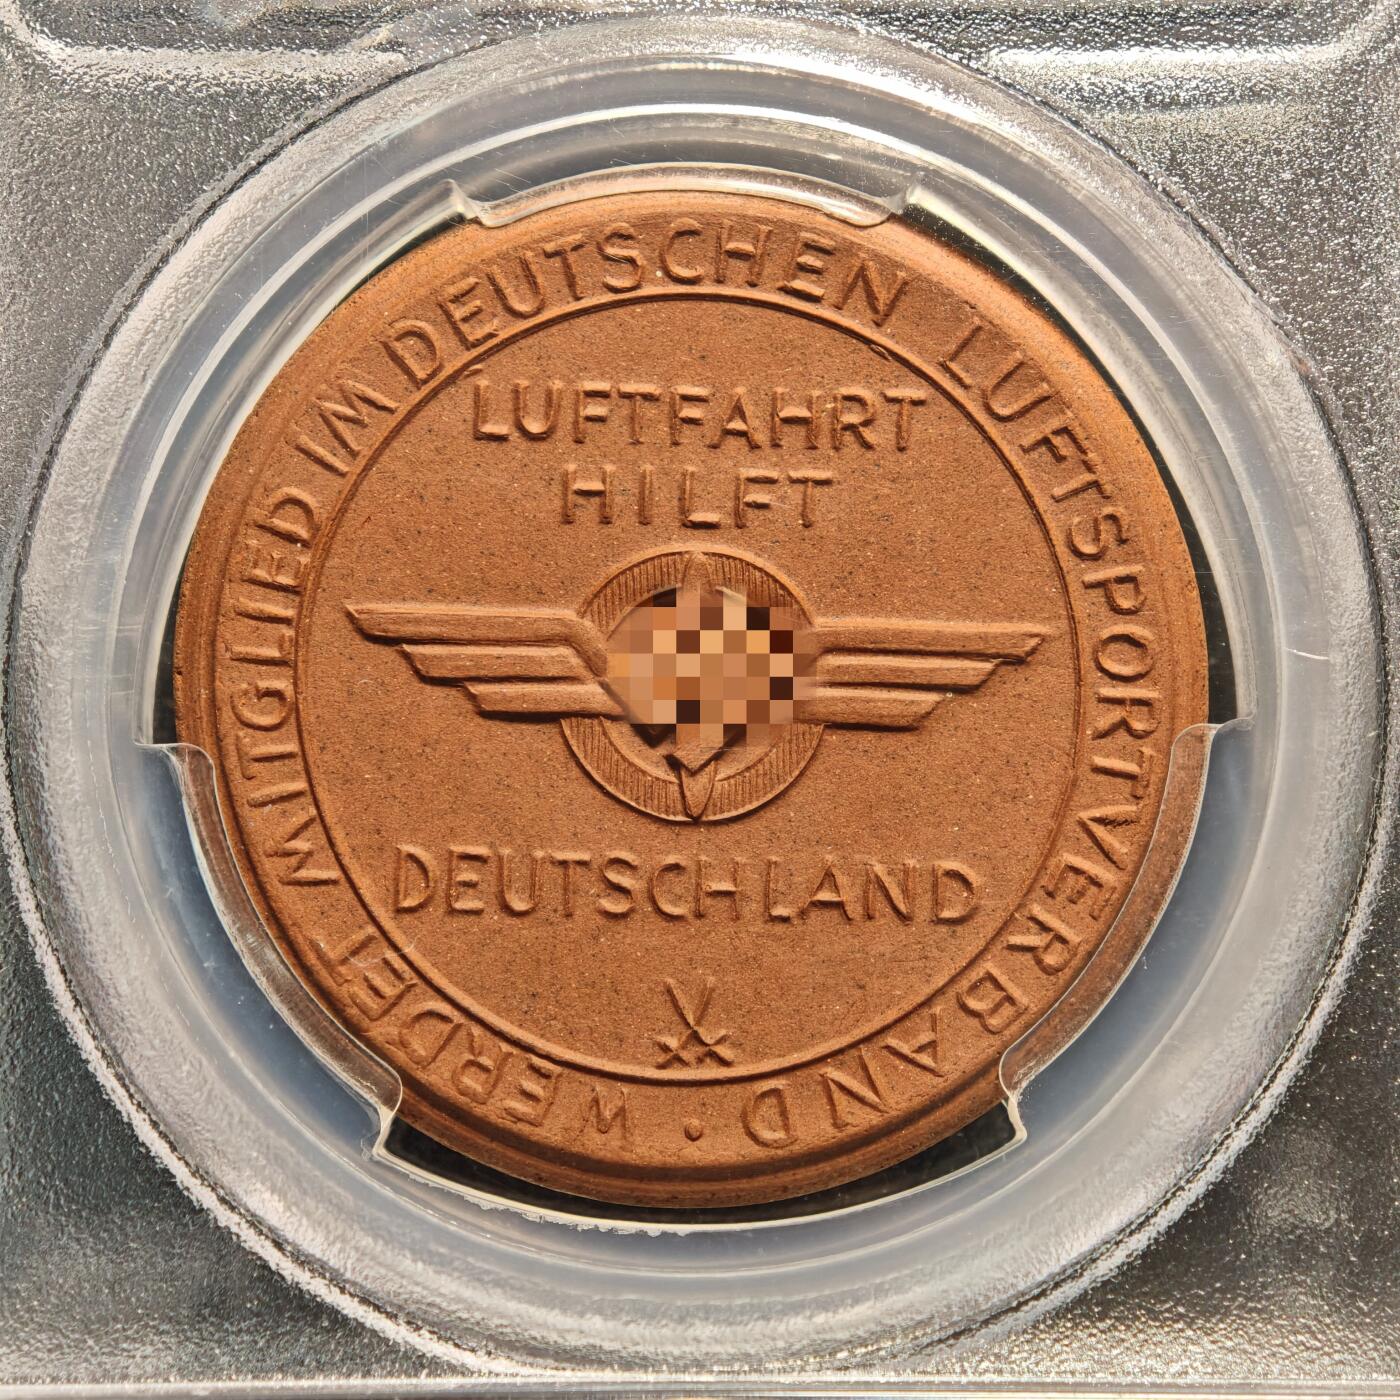 WERDET MITGLIED IM DEUTSCHEN LUFTSPORTVERBAND ·
LUFTFAHRT
HILFT
DEUTSCHLAND